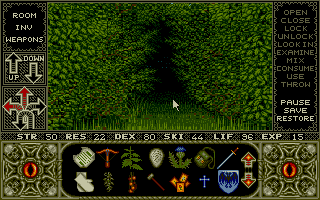 ROOM
INV
WEAPONS
UP
DOWN
OPEN
CLOSE
LOCK
UNLOCK
LOOK IN
EXAMINE
MIX
CONSUME
USE
THROW
PAUSE
SAVE
RESTORE
STR 50 RES 22 DEX 80 SKI 44 LIF 96 EXP 15